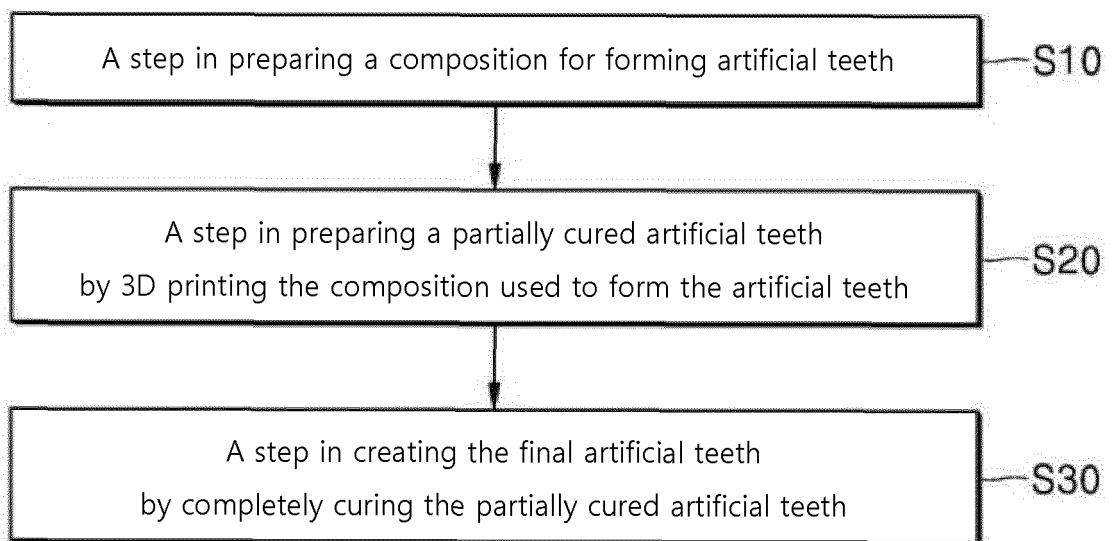 A step in preparing a composition for forming artificial teeth
S10
A step in preparing a partially cured artificial teeth
by 3D printing the composition used to form the artificial teeth
S20
A step in creating the final artificial teeth
by completely curing the partially cured artificial teeth
S30